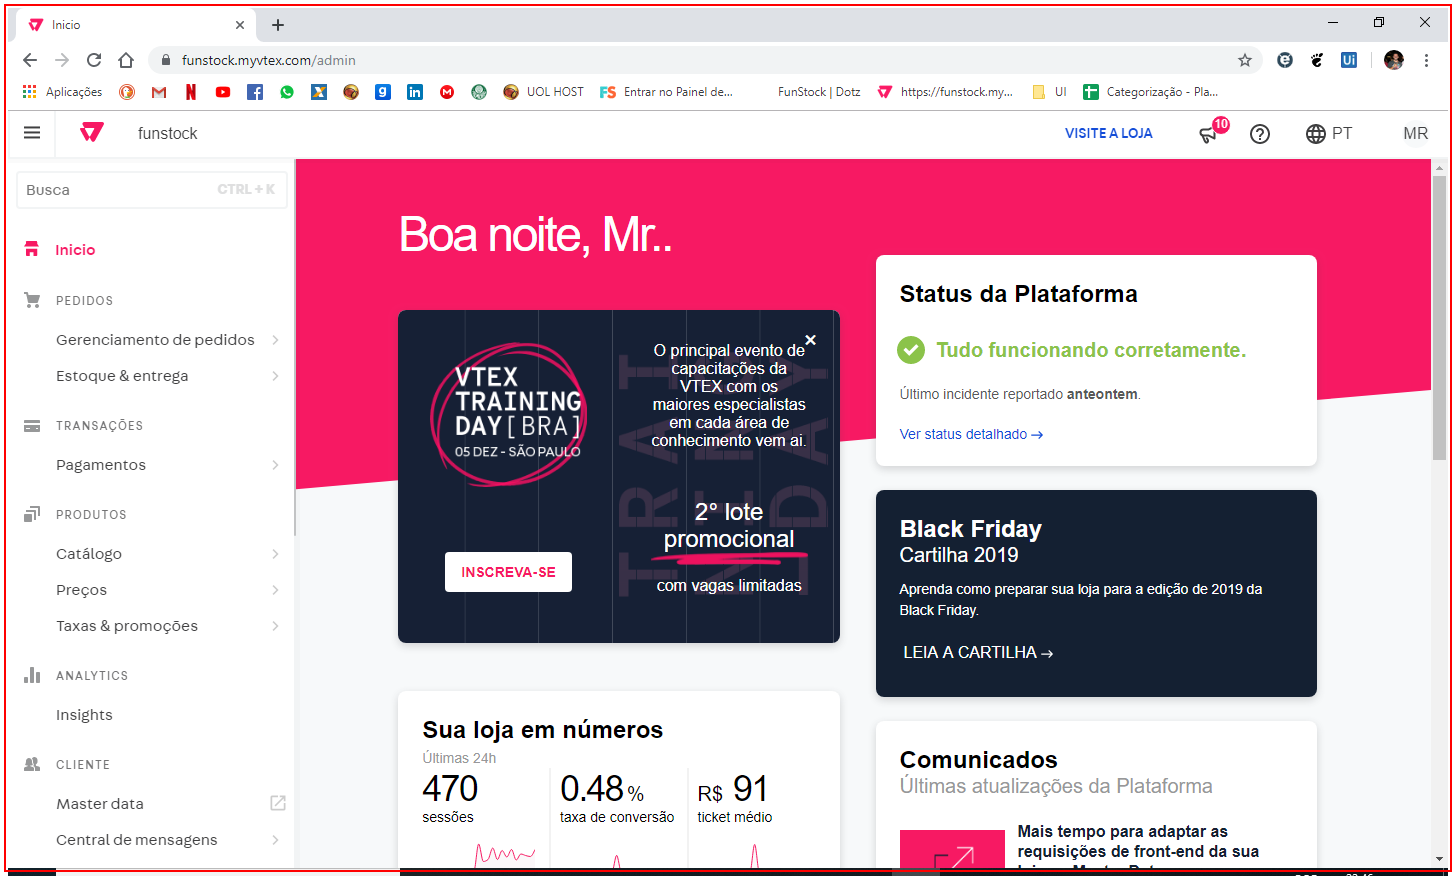 Inicio
funstock.myvtex.com/admin
Aplicações
UOL HOST
Entrar no Painel de...
FunStock | Dotz
https://funstock.my...
UI
Categorização - Pla...
funstock
VISITE A LOJA
10
PT
MR
Busca
CTRL + K
Inicio
PEDIDOS
Gerenciamento de pedidos
Estoque & entrega
TRANSAÇÕES
Pagamentos
PRODUTOS
Catálogo
Preços
Taxas & promoções
ANALYTICS
Insights
CLIENTE
Master data
Central de mensagens
Boa noite, Mr..
VTEX
TRAINING
DAY[BRA]
05 DEZ - SÃO PAULO
INSCREVA-SE
O principal evento de
capacitações da
VTEX com os
maiores especialistas
em cada área de
conhecimento vem ai.
2° lote
promocional
com vagas limitadas
Sua loja em números
Últimas 24h
470
sessões
0.48 %
taxa de conversão
R$ 91
ticket médio
Status da Plataforma
Tudo funcionando corretamente.
Último incidente reportado anteontem.
Ver status detalhado →
Black Friday
Cartilha 2019
Aprenda como preparar sua loja para a edição de 2019 da
Black Friday.
LEIA A CARTILHA →
Comunicados
Últimas atualizações da Plataforma
Mais tempo para adaptar as
requisições de front-end da sua